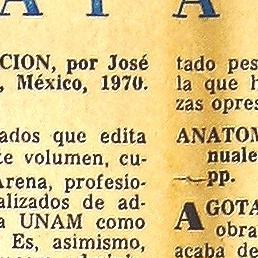 A
A
CION, por José
, México, 1970.
ados que edita
te volumen, cu-
Arena, profesio-
alizados de ad-
a UNAM como
Es, asimismo,
tado pes
la que h
zas opres
ANATOM
nuales
pp.
AGOTA
obra
acaba de